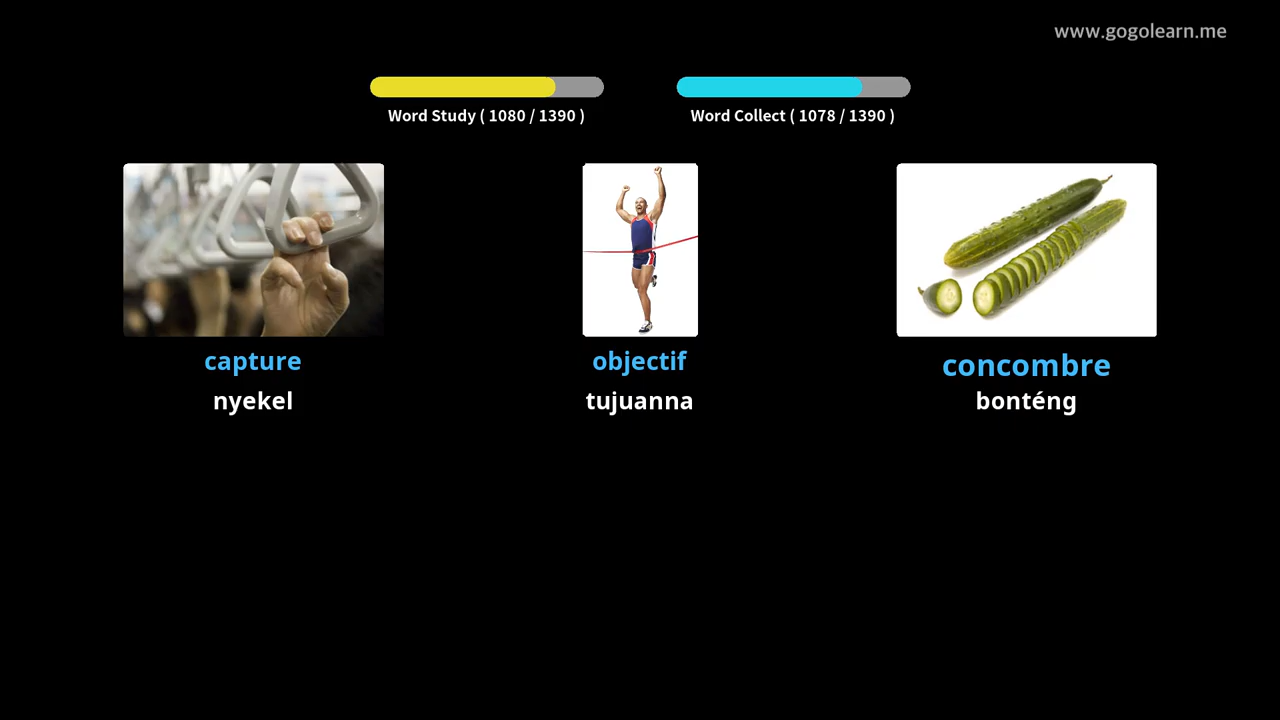 www.gogolearn.me
Word Study ( 1080 / 1390 )
Word Collect ( 1078 / 1390 )
capture
nyekel
objectif
tujuanna
concombre
bonténg